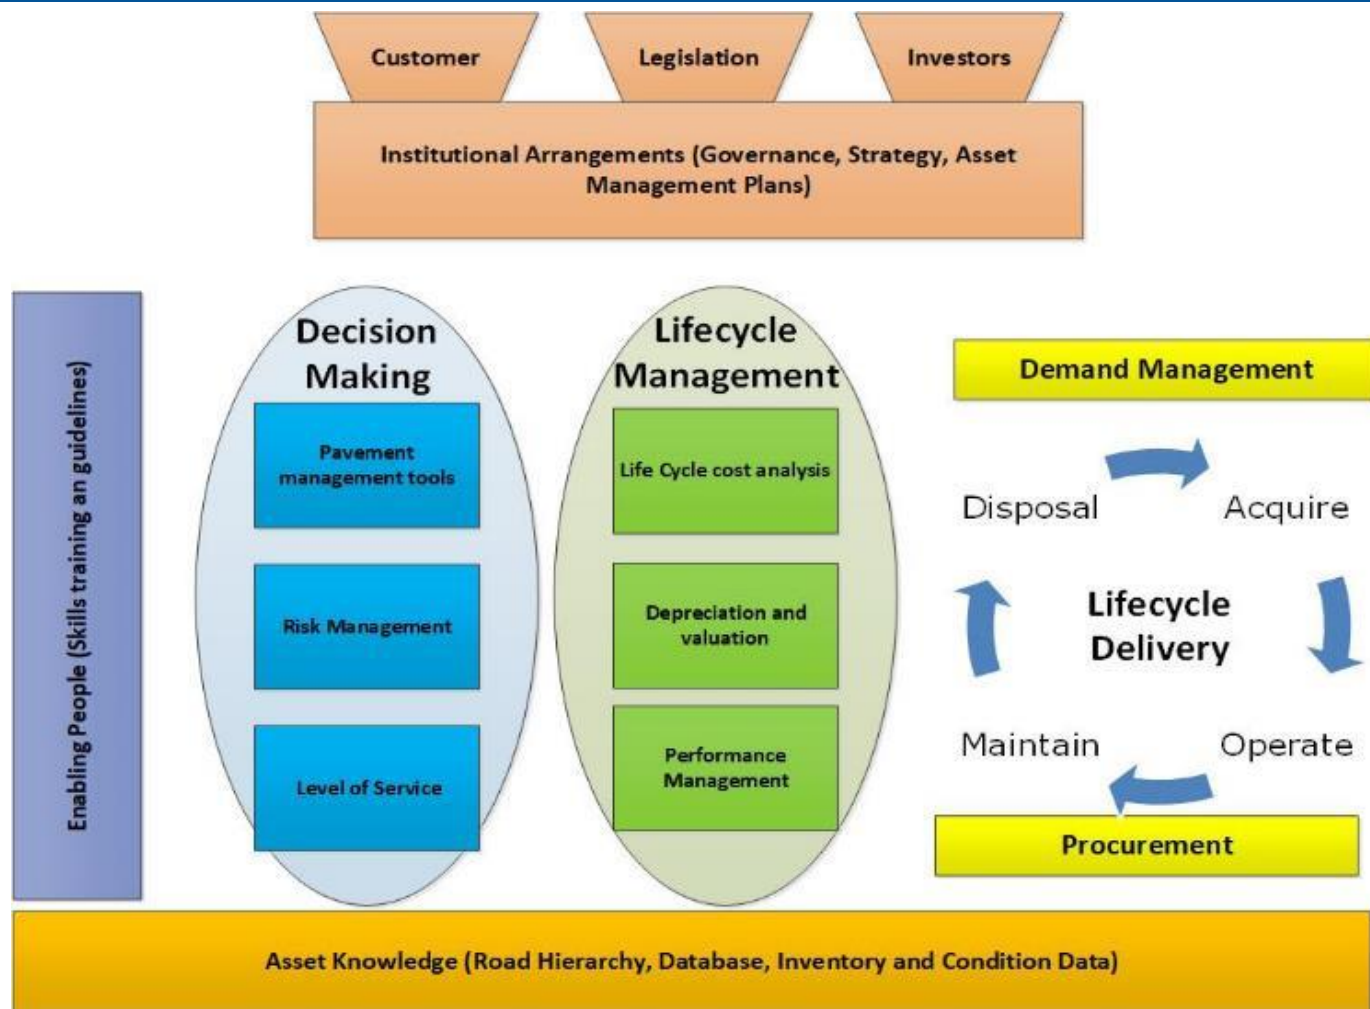 Customer
Legislation
Investors
Institutional Arrangements (Governance, Strategy, Asset
Management Plans)
Enabling People (Skills training an guidelines)
Decision
Making
Pavement
management tools
Risk Management
Level of Service
Lifecycle
Management
Life Cycle cost analysis
Depreciation and
valuation
Performance
Management
Demand Management
Disposal
Acquire
Lifecycle
Delivery
Maintain
Operate
Procurement
Asset Knowledge (Road Hierarchy, Database, Inventory and Condition Data)